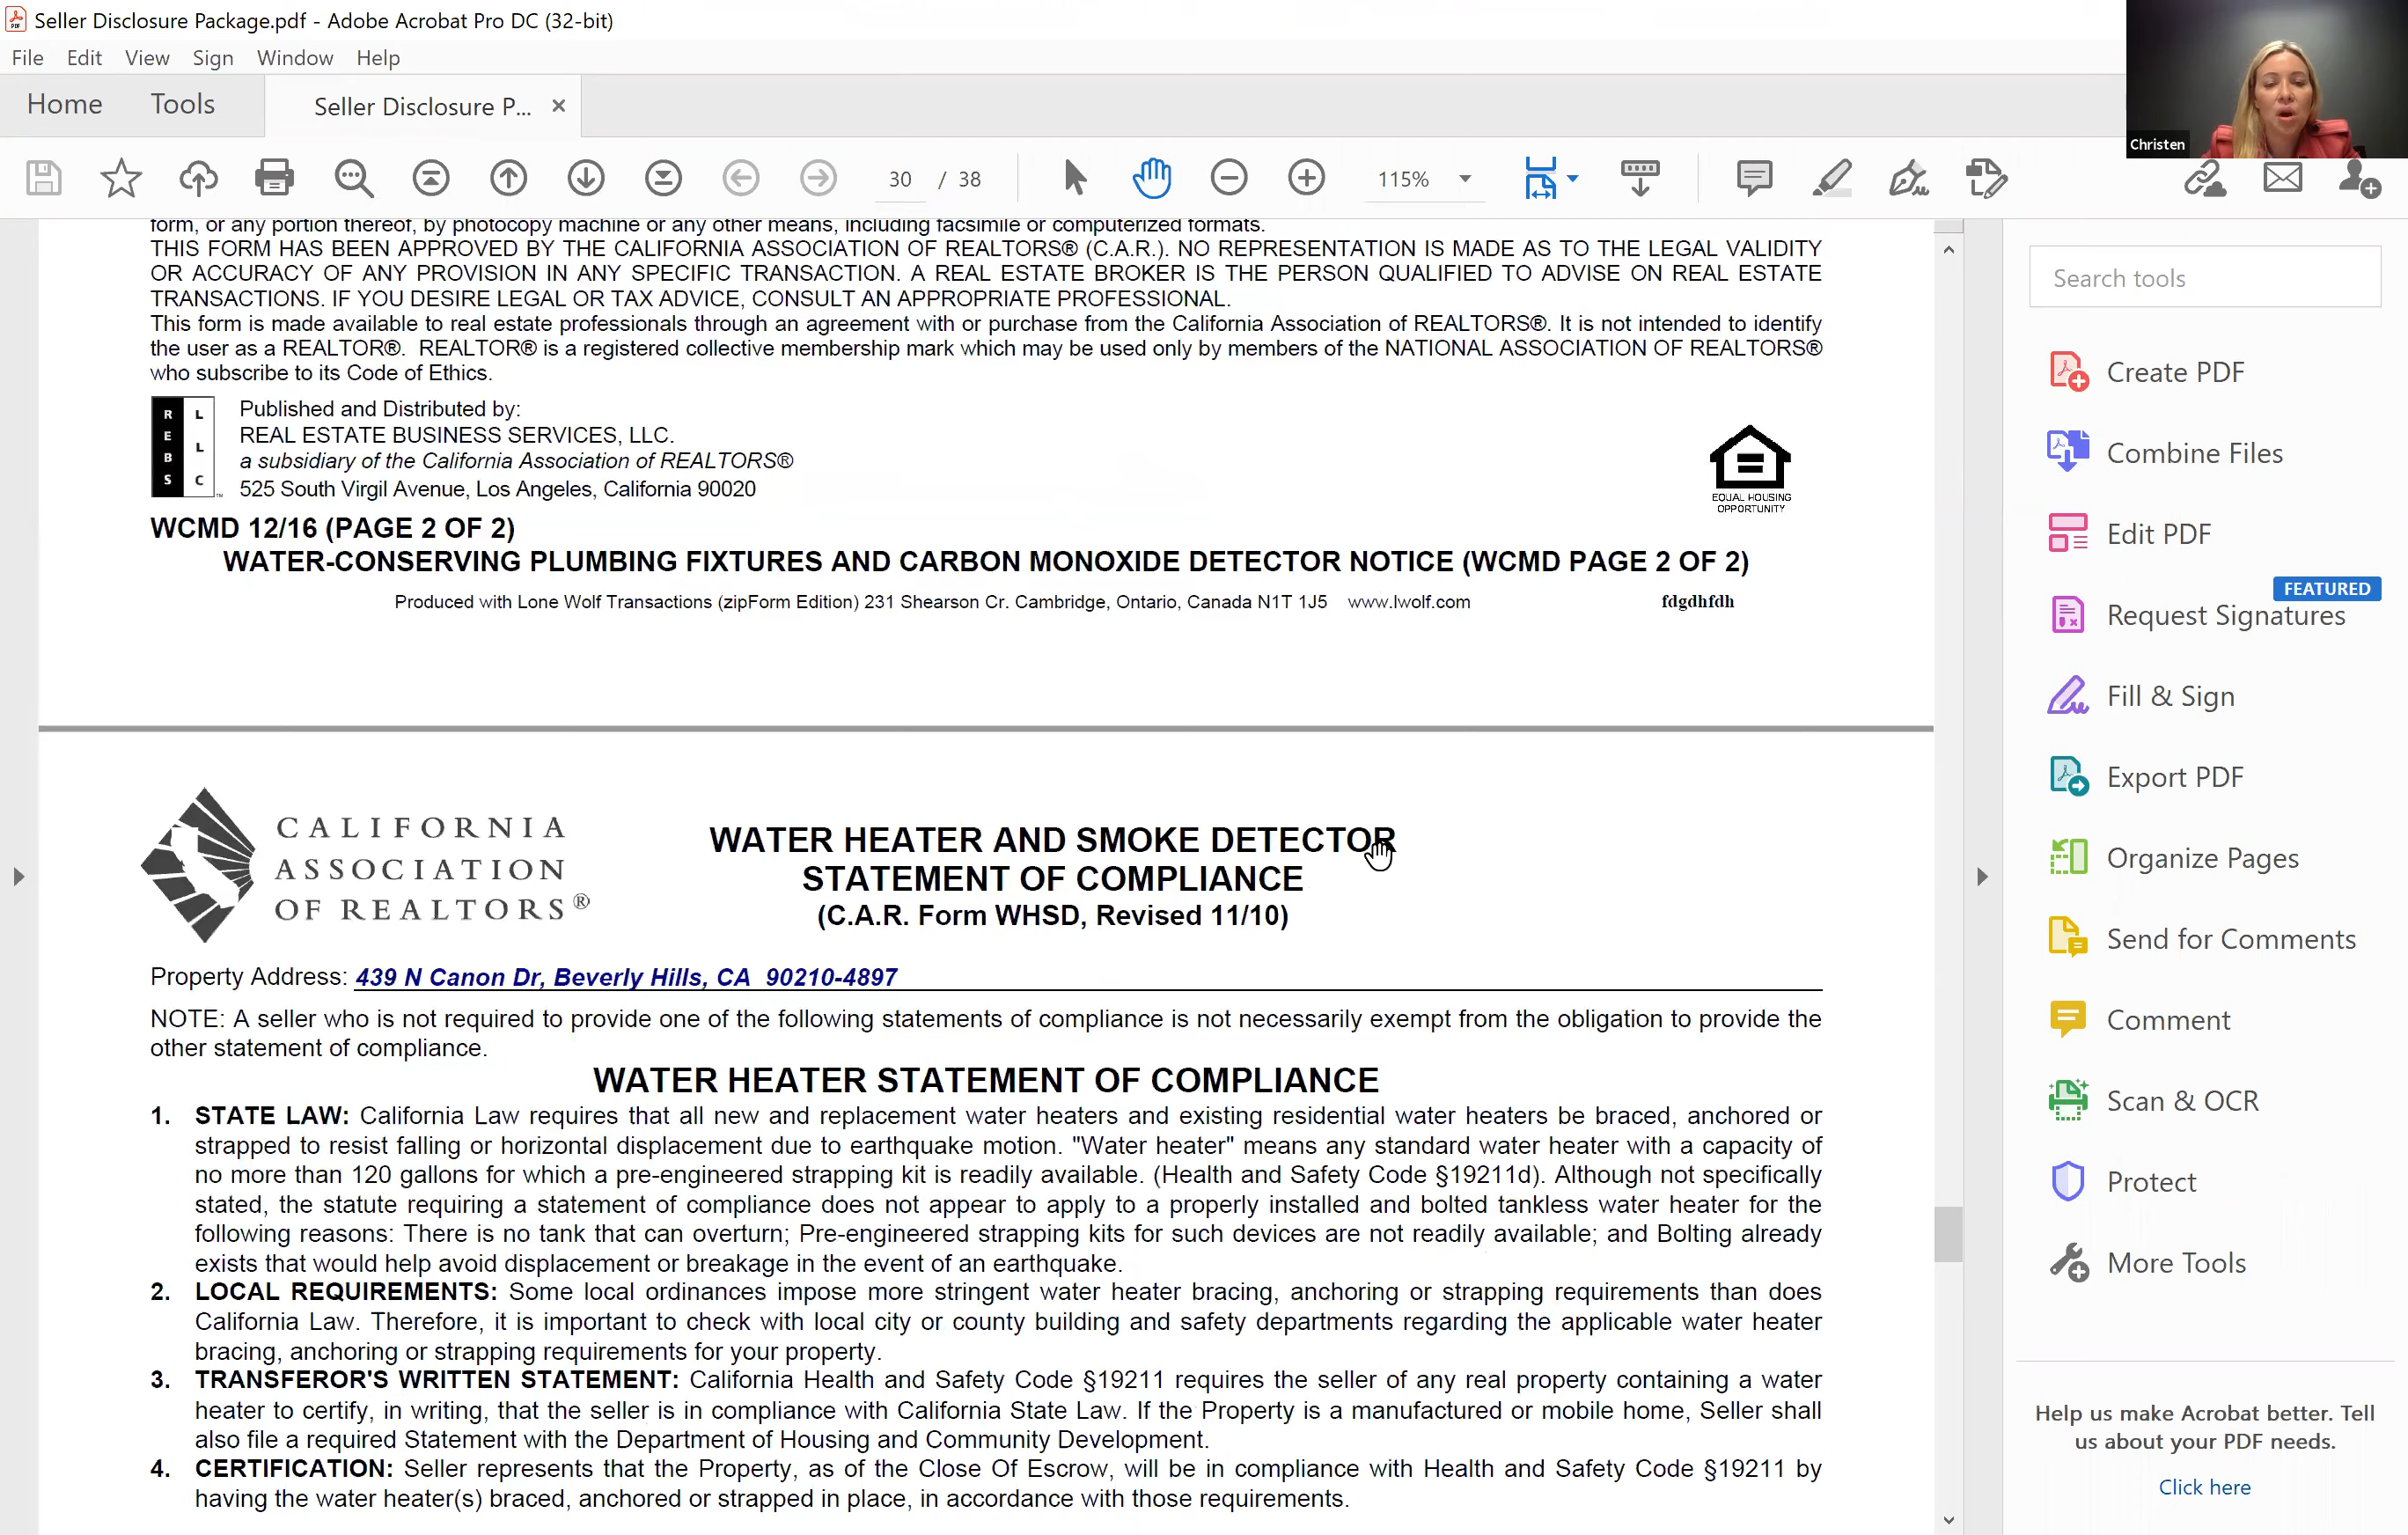 Seller Disclosure Package.pdf - Adobe Acrobat Pro DC (32-bit)
File Edit View Sign Window Help
Home Tools Seller Disclosure P... ×
30 / 38 115%
Christen
form, or any portion thereof, by photocopy machine or any other means, including facsimile or computerized formats.
THIS FORM HAS BEEN APPROVED BY THE CALIFORNIA ASSOCIATION OF REALTORS® (C.A.R.). NO REPRESENTATION IS MADE AS TO THE LEGAL VALIDITY
OR ACCURACY OF ANY PROVISION IN ANY SPECIFIC TRANSACTION. A REAL ESTATE BROKER IS THE PERSON QUALIFIED TO ADVISE ON REAL ESTATE
TRANSACTIONS. IF YOU DESIRE LEGAL OR TAX ADVICE, CONSULT AN APPROPRIATE PROFESSIONAL.
This form is made available to real estate professionals through an agreement with or purchase from the California Association of REALTORS®. It is not intended to identify
the user as a REALTOR®. REALTOR® is a registered collective membership mark which may be used only by members of the NATIONAL ASSOCIATION OF REALTORS®
who subscribe to its Code of Ethics.
REBS LLC™
Published and Distributed by:
REAL ESTATE BUSINESS SERVICES, LLC.
a subsidiary of the California Association of REALTORS®
525 South Virgil Avenue, Los Angeles, California 90020
EQUAL HOUSING
OPPORTUNITY
WCMD 12/16 (PAGE 2 OF 2)
WATER-CONSERVING PLUMBING FIXTURES AND CARBON MONOXIDE DETECTOR NOTICE (WCMD PAGE 2 OF 2)
Produced with Lone Wolf Transactions (zipForm Edition) 231 Shearson Cr. Cambridge, Ontario, Canada N1T 1J5 www.lwolf.com fdgdhfdh
CALIFORNIA
ASSOCIATION
OF REALTORS®
WATER HEATER AND SMOKE DETECTOR
STATEMENT OF COMPLIANCE
(C.A.R. Form WHSD, Revised 11/10)
Property Address: 439 N Canon Dr, Beverly Hills, CA 90210-4897
NOTE: A seller who is not required to provide one of the following statements of compliance is not necessarily exempt from the obligation to provide the
other statement of compliance.
WATER HEATER STATEMENT OF COMPLIANCE
1. STATE LAW: California Law requires that all new and replacement water heaters and existing residential water heaters be braced, anchored or
strapped to resist falling or horizontal displacement due to earthquake motion. "Water heater" means any standard water heater with a capacity of
no more than 120 gallons for which a pre-engineered strapping kit is readily available. (Health and Safety Code §19211d). Although not specifically
stated, the statute requiring a statement of compliance does not appear to apply to a properly installed and bolted tankless water heater for the
following reasons: There is no tank that can overturn; Pre-engineered strapping kits for such devices are not readily available; and Bolting already
exists that would help avoid displacement or breakage in the event of an earthquake.
2. LOCAL REQUIREMENTS: Some local ordinances impose more stringent water heater bracing, anchoring or strapping requirements than does
California Law. Therefore, it is important to check with local city or county building and safety departments regarding the applicable water heater
bracing, anchoring or strapping requirements for your property.
3. TRANSFEROR'S WRITTEN STATEMENT: California Health and Safety Code §19211 requires the seller of any real property containing a water
heater to certify, in writing, that the seller is in compliance with California State Law. If the Property is a manufactured or mobile home, Seller shall
also file a required Statement with the Department of Housing and Community Development.
4. CERTIFICATION: Seller represents that the Property, as of the Close Of Escrow, will be in compliance with Health and Safety Code §19211 by
having the water heater(s) braced, anchored or strapped in place, in accordance with those requirements.
Search tools
Create PDF
Combine Files
Edit PDF
FEATURED
Request Signatures
Fill & Sign
Export PDF
Organize Pages
Send for Comments
Comment
Scan & OCR
Protect
More Tools
Help us make Acrobat better. Tell
us about your PDF needs.
Click here